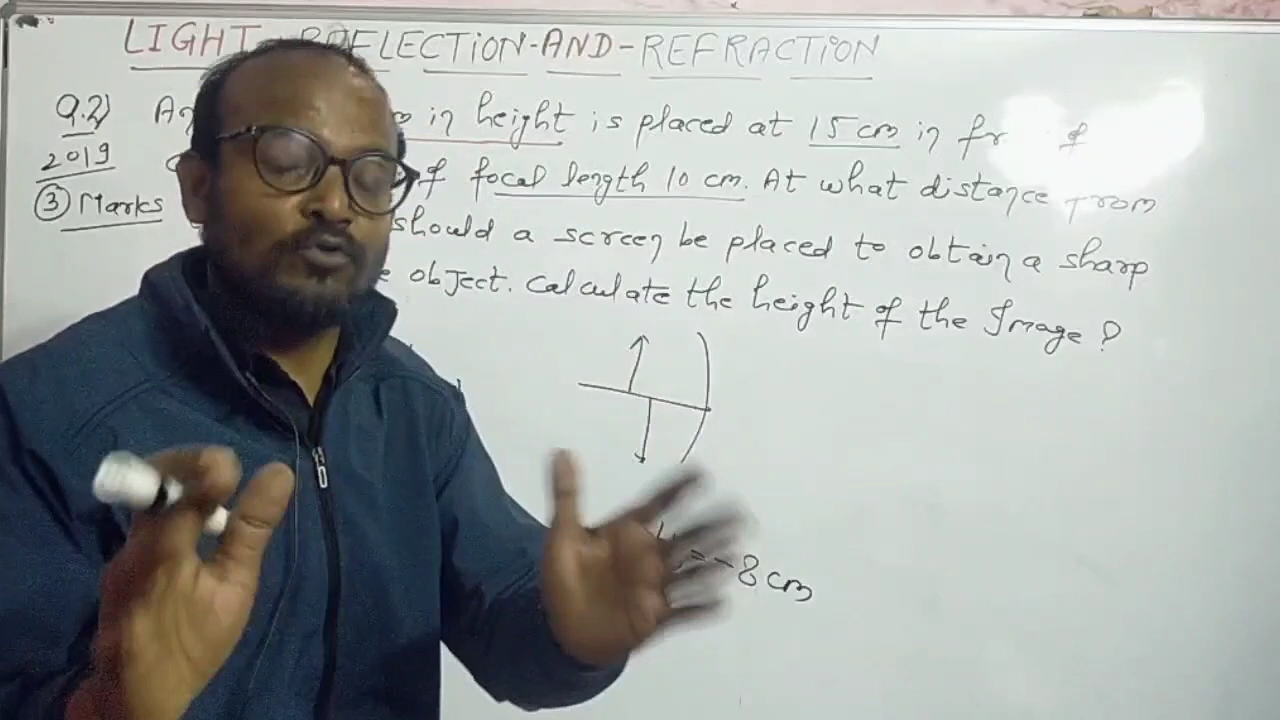 LIGHT - REFLECTION-AND-REFRACTION
Q.2) in height is placed at 15 cm in
2019 of focal length 10 cm. At what distance from
③ Marks should a screen be placed to obtain a sharp
object. Calculate the height of the Image ?
= -8 cm